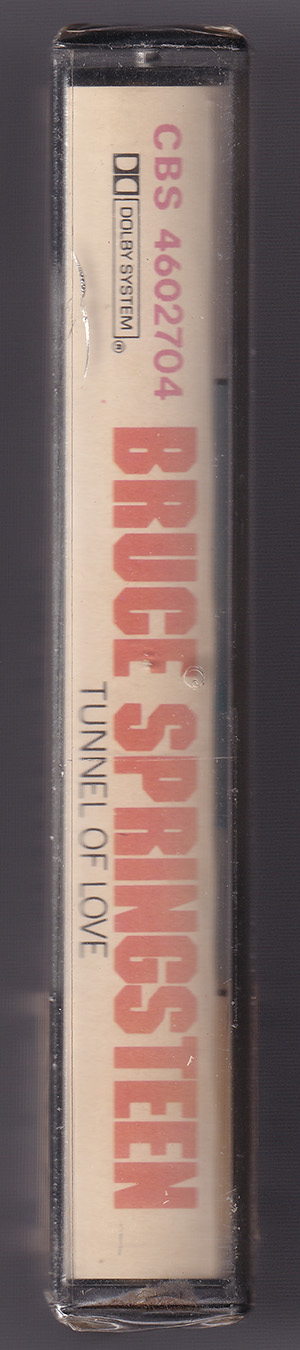 CBS 4602704
DOLBY SYSTEM ®
BRUCE SPRINGSTEEN
TUNNEL OF LOVE